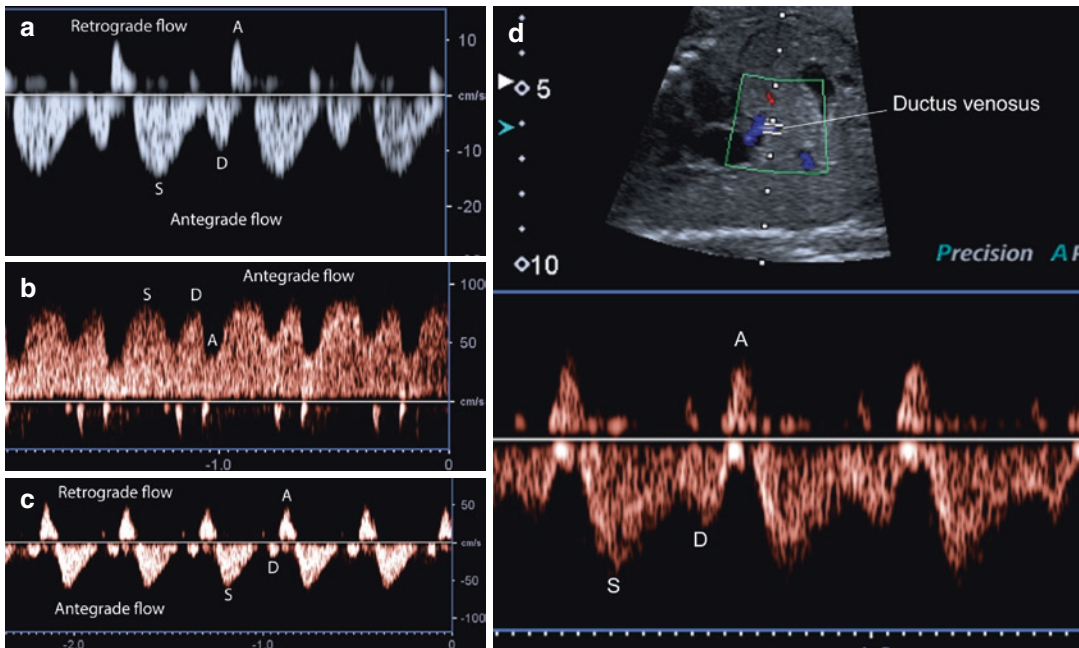 a
Retrograde flow
A
10
cm/s
-10
D
S
Antegrade flow
-20
b
Antegrade flow
100
S
D
A
50
cm/s
-1.0
0
c
Retrograde flow
A
50
cm/s
D
-50
S
Antegrade flow
-100
-2.0
-1.0
0
d
5
Ductus venosus
10
Precision A
A
D
S